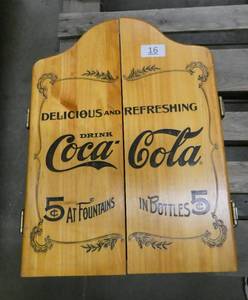 16
DELICIOUS AND REFRESHING
DRINK
Coca-Cola
5¢ AT FOUNTAINS IN BOTTLES 5¢